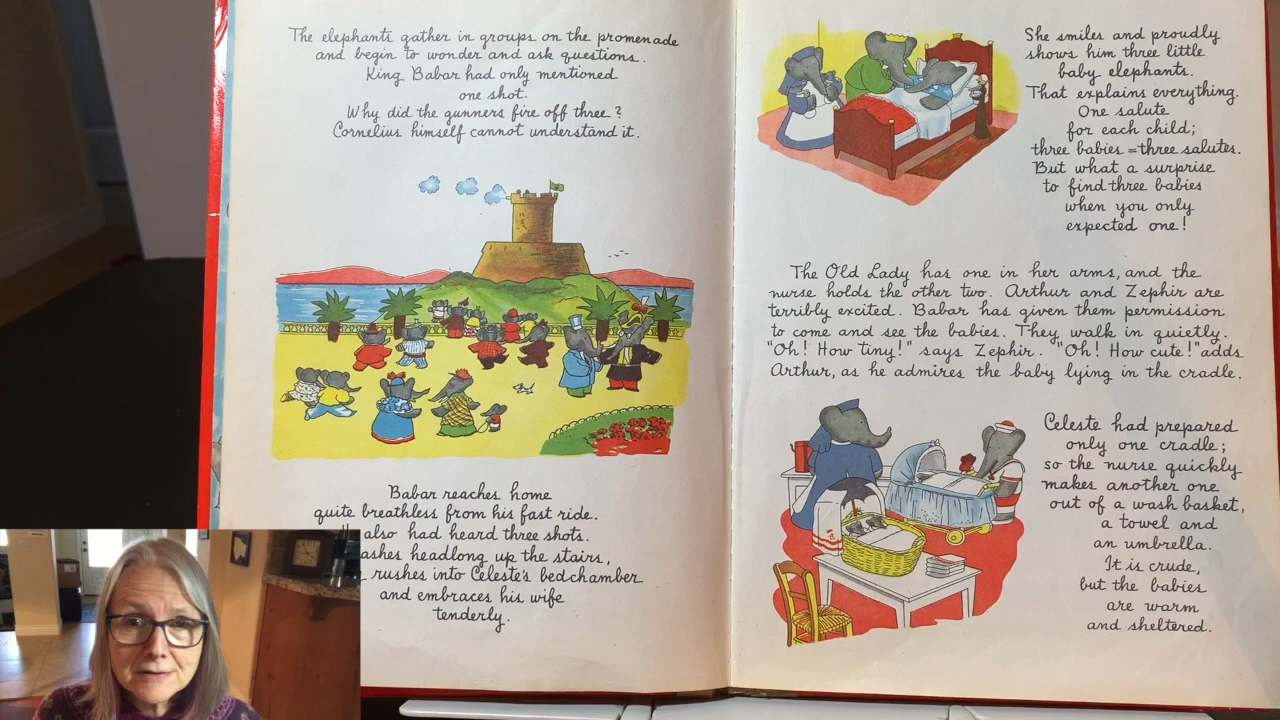 The elephants gather in groups on the promenade
and begin to wonder and ask questions.
King Babar had only mentioned
one shot.
Why did the gunners fire off three?
Cornelius himself cannot understand it.
Babar reaches home
quite breathless from his fast ride.
also had heard three shots.
headlong up the stairs,
rushes into Celeste's bedchamber
and embraces his wife
tenderly.
She smiles and proudly
shows him three little
baby elephants.
That explains everything.
One salute
for each child;
three babies = three salutes.
But what a surprise
to find three babies
when you only
expected one!
The Old Lady has one in her arms, and the
nurse holds the other two. Arthur and Zephir are
terribly excited. Babar has given them permission
to come and see the babies. They walk in quietly.
"Oh! How tiny!" says Zephir. "Oh! How cute!" adds
Arthur, as he admires the baby lying in the cradle.
Celeste had prepared
only one cradle;
so the nurse quickly
makes another one
out of a wash basket,
a towel and
an umbrella.
It is crude,
but the babies
are warm
and sheltered.